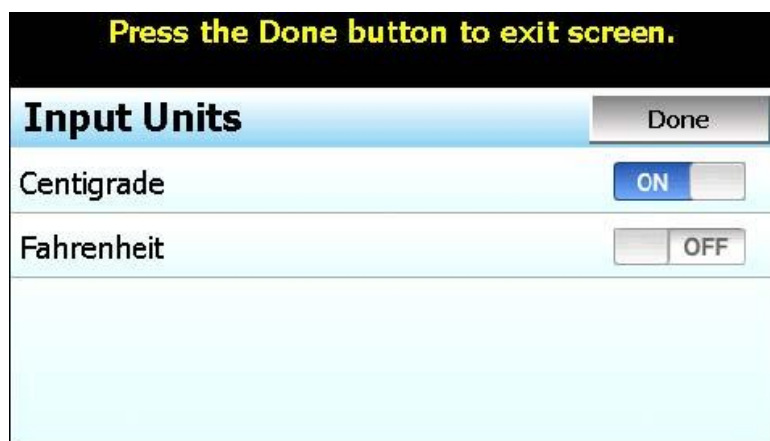 Press the Done button to exit screen.
Input Units
Done
Centigrade
ON
Fahrenheit
OFF